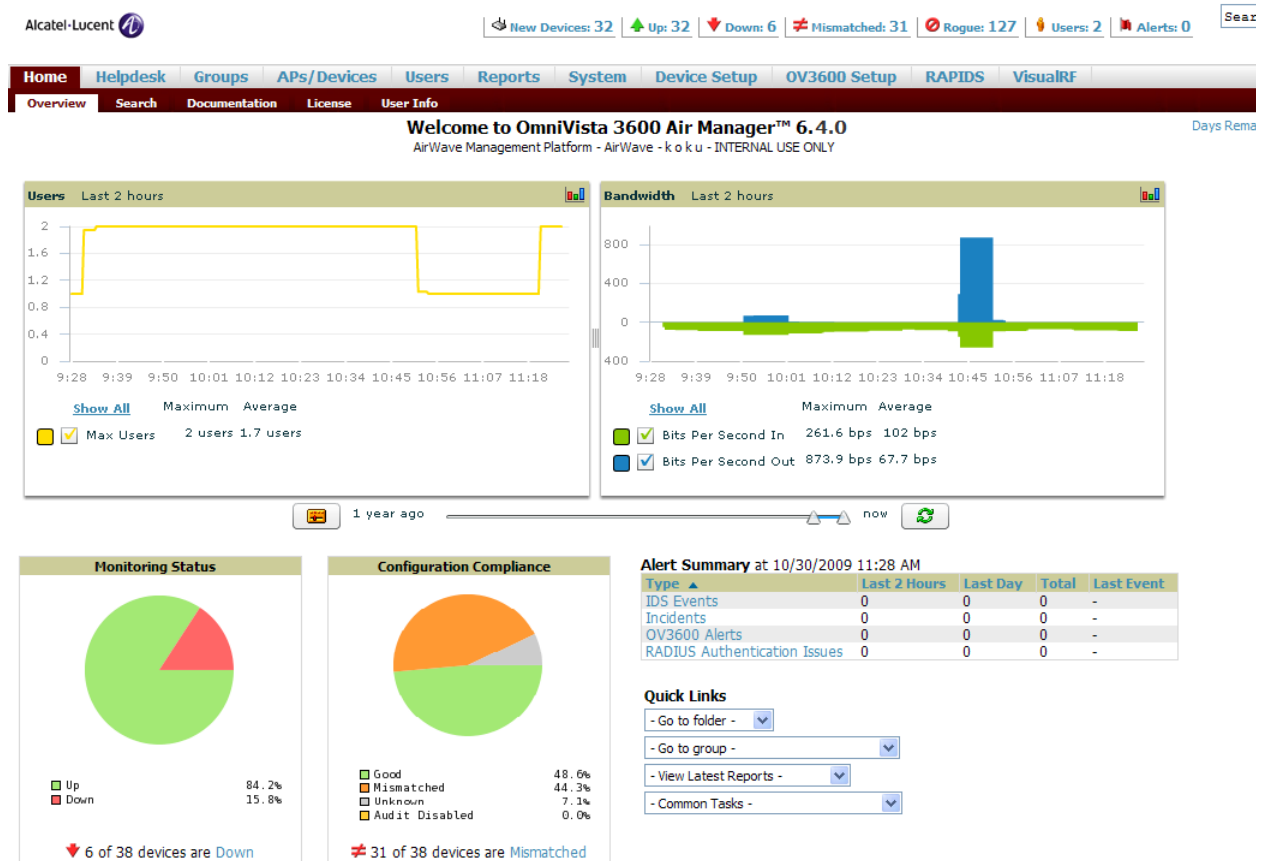 Alcatel-Lucent
New Devices: 32 Up: 32 Down: 6 Mismatched: 31 Rogue: 127 Users: 2 Alerts: 0
Home Helpdesk Groups APs/Devices Users Reports System Device Setup OV3600 Setup RAPIDS VisualRF
Overview Search Documentation License User Info
Welcome to OmniVista 3600 Air Manager™ 6.4.0
Days Rema
AirWave Management Platform - AirWave - k o k u - INTERNAL USE ONLY
Users Last 2 hours
2
1.6
1.2
0.8
0.4
0
9:28 9:39 9:50 10:01 10:12 10:23 10:34 10:45 10:56 11:07 11:18
Show All Maximum Average
Max Users 2 users 1.7 users
Bandwidth Last 2 hours
800
400
0
400
9:28 9:39 9:50 10:01 10:12 10:23 10:34 10:45 10:56 11:07 11:18
Show All Maximum Average
Bits Per Second In 261.6 bps 102 bps
Bits Per Second Out 873.9 bps 67.7 bps
1 year ago now
Monitoring Status
Up 84.2%
Down 15.8%
6 of 38 devices are Down
Configuration Compliance
Good 48.6%
Mismatched 44.3%
Unknown 7.1%
Audit Disabled 0.0%
31 of 38 devices are Mismatched
Alert Summary at 10/30/2009 11:28 AM
Type Last 2 Hours Last Day Total Last Event
IDS Events 0 0 0 -
Incidents 0 0 0 -
OV3600 Alerts 0 0 0 -
RADIUS Authentication Issues 0 0 0 -
Quick Links
- Go to folder -
- Go to group -
- View Latest Reports -
- Common Tasks -